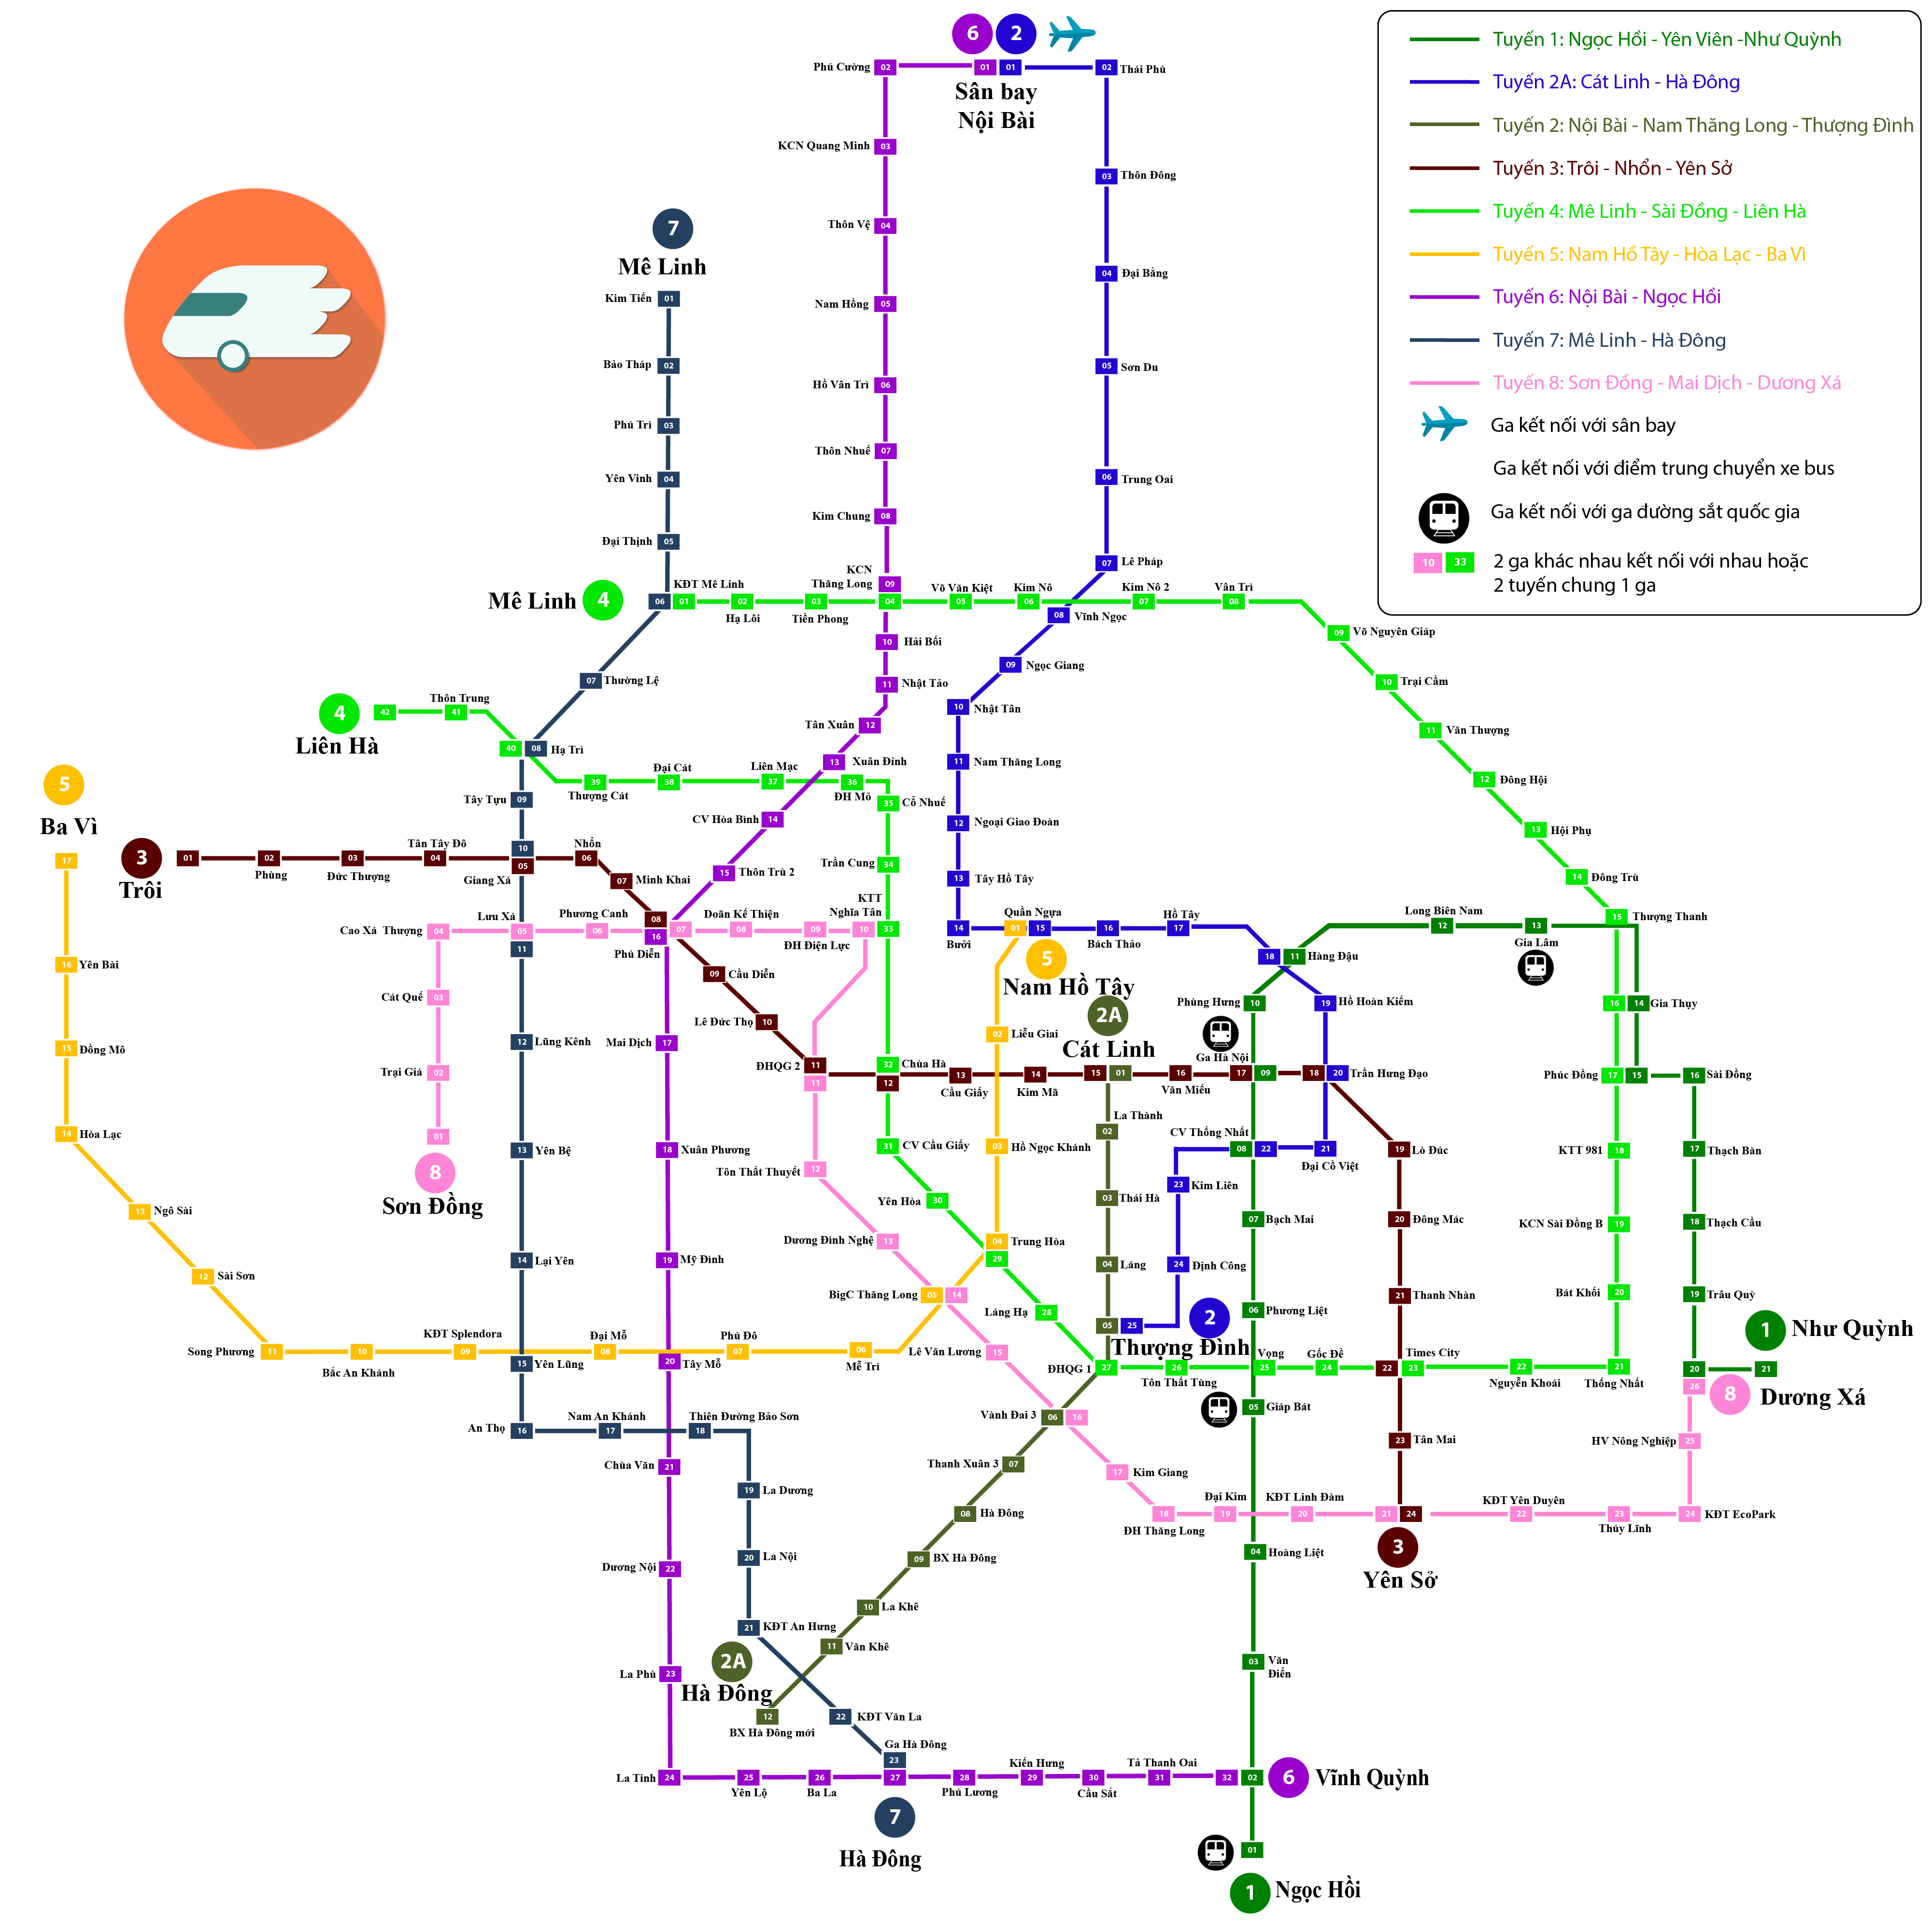 6
2
Sân bay
Nội Bài
Tuyến 1: Ngọc Hồi - Yên Viên -Như Quỳnh
Tuyến 2A: Cát Linh - Hà Đông
Tuyến 2: Nội Bài - Nam Thăng Long - Thượng Đình
Tuyến 3: Trôi - Nhổn - Yên Sở
Tuyến 4: Mê Linh - Sài Đồng - Liên Hà
Tuyến 5: Nam Hồ Tây - Hòa Lạc - Ba Vì
Tuyến 6: Nội Bài - Ngọc Hồi
Tuyến 7: Mê Linh - Hà Đông
Tuyến 8: Sơn Đồng - Mai Dịch - Dương Xá
Ga kết nối với sân bay
Ga kết nối với điểm trung chuyển xe bus
Ga kết nối với ga đường sắt quốc gia
10 33 2 ga khác nhau kết nối với nhau hoặc
2 tuyến chung 1 ga
01
02 Phú Cường
03 KCN Quang Minh
04 Thôn Vệ
05 Nam Hồng
06 Hồ Vân Trì
07 Thôn Nhuế
08 Kim Chung
09 KCN
Thăng Long
10 Hải Bối
11 Nhật Tảo
12 Tân Xuân
13 Xuân Đỉnh
14 CV Hòa Bình
15 Thôn Trù 2
16 Phú Diễn
17 Mai Dịch
18 Xuân Phương
19 Mỹ Đình
20 Tây Mỗ
21 Chùa Văn
22 Dương Nội
23 La Phù
24 La Tinh
25 Yên Lộ
26 Ba La
27
28 Phú Lương
29 Kiến Hưng
30 Cầu Sắt
31 Tả Thanh Oai
32
6 Vĩnh Quỳnh
01
02 Thái Phù
03 Thôn Đông
04 Đại Bằng
05 Sơn Du
06 Trung Oai
07 Lê Pháp
08 Vĩnh Ngọc
09 Ngọc Giang
10 Nhật Tân
11 Nam Thăng Long
12 Ngoại Giao Đoàn
13 Tây Hồ Tây
14 Bưởi
15 Quần Ngựa
16 Bách Thảo
17 Hồ Tây
18
19 Hồ Hoàn Kiếm
20 Trần Hưng Đạo
21 Đại Cồ Việt
22
23 Kim Liên
24 Định Công
25
2
Thượng Đình
7
Mê Linh
01 Kim Tiến
02 Bảo Tháp
03 Phú Trì
04 Yên Vinh
05 Đại Thịnh
06 KĐT Mê Linh
07 Thường Lệ
08 Hạ Trì
09 Tây Tựu
10
11
12 Lũng Kênh
13 Yên Bệ
14 Lại Yên
15 Yên Lũng
16 An Thọ
17 Nam An Khánh
18 Thiên Đường Bảo Sơn
19 La Dương
20 La Nội
21 KĐT An Hưng
22 KĐT Văn La
23 Ga Hà Đông
7
Hà Đông
Mê Linh 4
01
02 Hạ Lôi
03 Tiền Phong
04
05 Võ Văn Kiệt
06 Kim Nô
07 Kim Nô 2
08 Vân Trì
09 Võ Nguyên Giáp
10 Trại Cầm
11 Văn Thượng
12 Đông Hội
13 Hội Phụ
14 Đông Trù
15 Thượng Thanh
16
17 Phúc Đồng
18 KTT 981
19 KCN Sài Đồng B
20 Bát Khối
21 Thống Nhất
22 Nguyễn Khoái
23 Times City
24 Gốc Đề
25 Vọng
26 Tôn Thất Tùng
27 ĐHQG 1
28 Láng Hạ
29
30 Yên Hòa
31 CV Cầu Giấy
32 Chùa Hà
33 KTT
Nghĩa Tân
34 Trần Cung
35 Cổ Nhuế
36 ĐH Mỏ
37 Liên Mạc
38 Đại Cát
39 Thượng Cát
40
41 Thôn Trung
42
4
Liên Hà
5
Ba Vì
17
16 Yên Bài
15 Đồng Mô
14 Hòa Lạc
13 Ngô Sài
12 Sài Sơn
11 Song Phương
10 Bắc An Khánh
09 KĐT Splendora
08 Đại Mỗ
07 Phú Đô
06 Mễ Trì
05 BigC Thăng Long
04 Trung Hòa
03 Hồ Ngọc Khánh
02 Liễu Giai
01
5
Nam Hồ Tây
3
Trôi
01
02 Phùng
03 Đức Thượng
04 Tân Tây Đô
05 Giang Xá
06 Nhổn
07 Minh Khai
08
09 Cầu Diễn
10 Lê Đức Thọ
11 ĐHQG 2
12
13 Cầu Giấy
14 Kim Mã
15
16 Văn Miếu
17 Ga Hà Nội
18
19 Lò Đúc
20 Đông Mác
21 Thanh Nhàn
22
23 Tân Mai
24
3
Yên Sở
8
Sơn Đồng
01
02 Trại Giá
03 Cát Quế
04 Cao Xá Thượng
05 Lưu Xá
06 Phương Canh
07
08 Doãn Kế Thiện
09 ĐH Điện Lực
10
11
12 Tôn Thất Thuyết
13 Dương Đình Nghệ
14
15 Lê Văn Lương
16 Vành Đai 3
17 Kim Giang
18 ĐH Thăng Long
19 Đại Kim
20 KĐT Linh Đàm
21
22 KĐT Yên Duyên
23 Thúy Lĩnh
24 KĐT EcoPark
25 HV Nông Nghiệp
26
8
Dương Xá
2A
Cát Linh
01
02 La Thành
03 Thái Hà
04 Láng
05
06
07 Thanh Xuân 3
08 Hà Đông
09 BX Hà Đông
10 La Khê
11 Văn Khê
12 BX Hà Đông mới
2A
Hà Đông
1 Như Quỳnh
21
20
19 Trâu Quỳ
18 Thạch Cầu
17 Thạch Bàn
16 Sài Đồng
15
14 Gia Thụy
13 Gia Lâm
12 Long Biên Nam
11 Hàng Đậu
10 Phùng Hưng
09
08 CV Thống Nhất
07 Bạch Mai
06 Phương Liệt
05 Giáp Bát
04 Hoàng Liệt
03 Văn
Điển
02
01
1 Ngọc Hồi